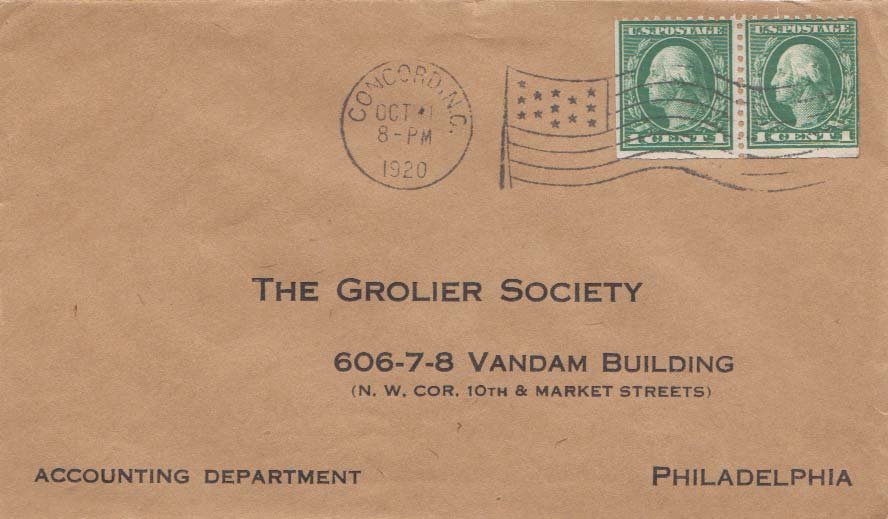 U.S. POSTAGE U.S. POSTAGE
1 CENT 1 1 CENT 1
CONCORD, N.C.
OCT 1
8-PM
1920
THE GROLIER SOCIETY
606-7-8 VANDAM BUILDING
(N. W. COR. 10TH & MARKET STREETS)
ACCOUNTING DEPARTMENT PHILADELPHIA